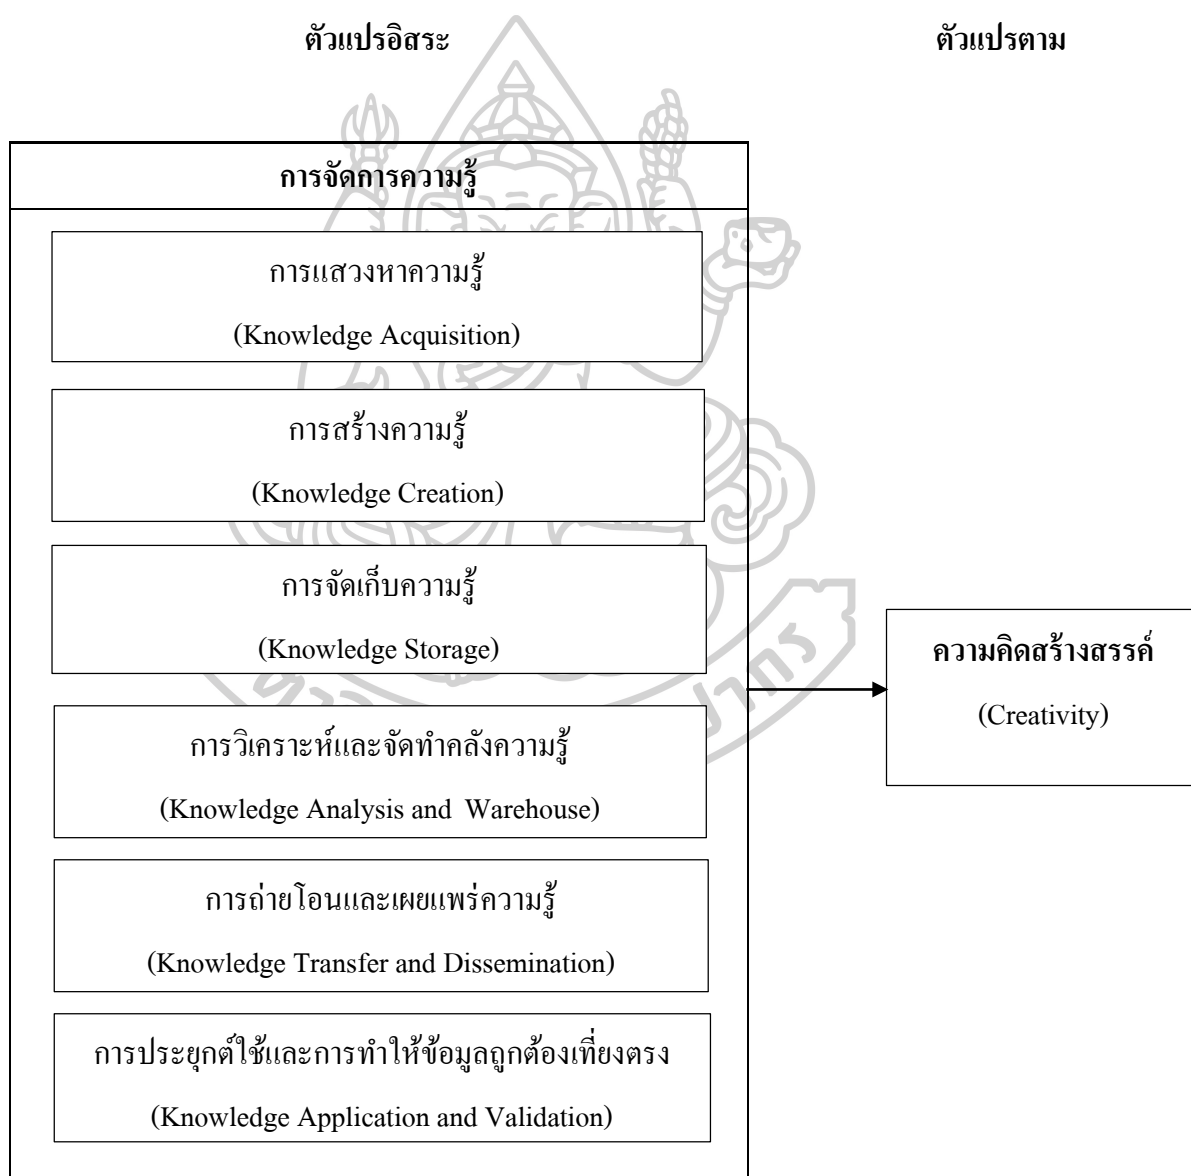 ตัวแปรอิสระ
ตัวแปรตาม
การจัดการความรู้
การแสวงหาความรู้
(Knowledge Acquisition)
การสร้างความรู้
(Knowledge Creation)
การจัดเก็บความรู้
(Knowledge Storage)
การวิเคราะห์และจัดทำคลังความรู้
(Knowledge Analysis and Warehouse)
การถ่ายโอนและเผยแพร่ความรู้
(Knowledge Transfer and Dissemination)
การประยุกต์ใช้และการทำให้ข้อมูลถูกต้องเที่ยงตรง
(Knowledge Application and Validation)
ความคิดสร้างสรรค์
(Creativity)